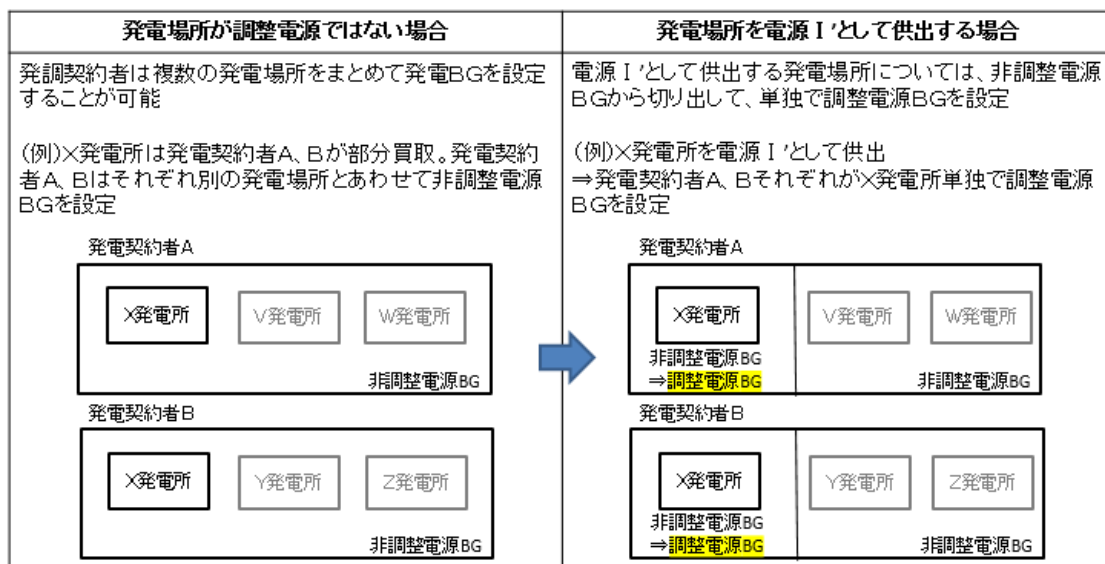 発電場所が調整電源ではない場合
発調契約者は複数の発電場所をまとめて発電BGを設定
することが可能
(例)X発電所は発電契約者A、Bが部分買取。発電契約
者A、Bはそれぞれ別の発電場所とあわせて非調整電源
BGを設定
発電契約者A
X発電所
V発電所
W発電所
非調整電源BG
発電契約者B
X発電所
Y発電所
Z発電所
非調整電源BG
発電場所を電源Ⅰ’として供出する場合
電源Ⅰ’として供出する発電場所については、非調整電源
BGから切り出して、単独で調整電源BGを設定
(例)X発電所を電源Ⅰ’として供出
⇒発電契約者A、BそれぞれがX発電所単独で調整電源
BGを設定
発電契約者A
X発電所
V発電所
W発電所
非調整電源BG
⇒調整電源BG
非調整電源BG
発電契約者B
X発電所
Y発電所
Z発電所
非調整電源BG
⇒調整電源BG
非調整電源BG